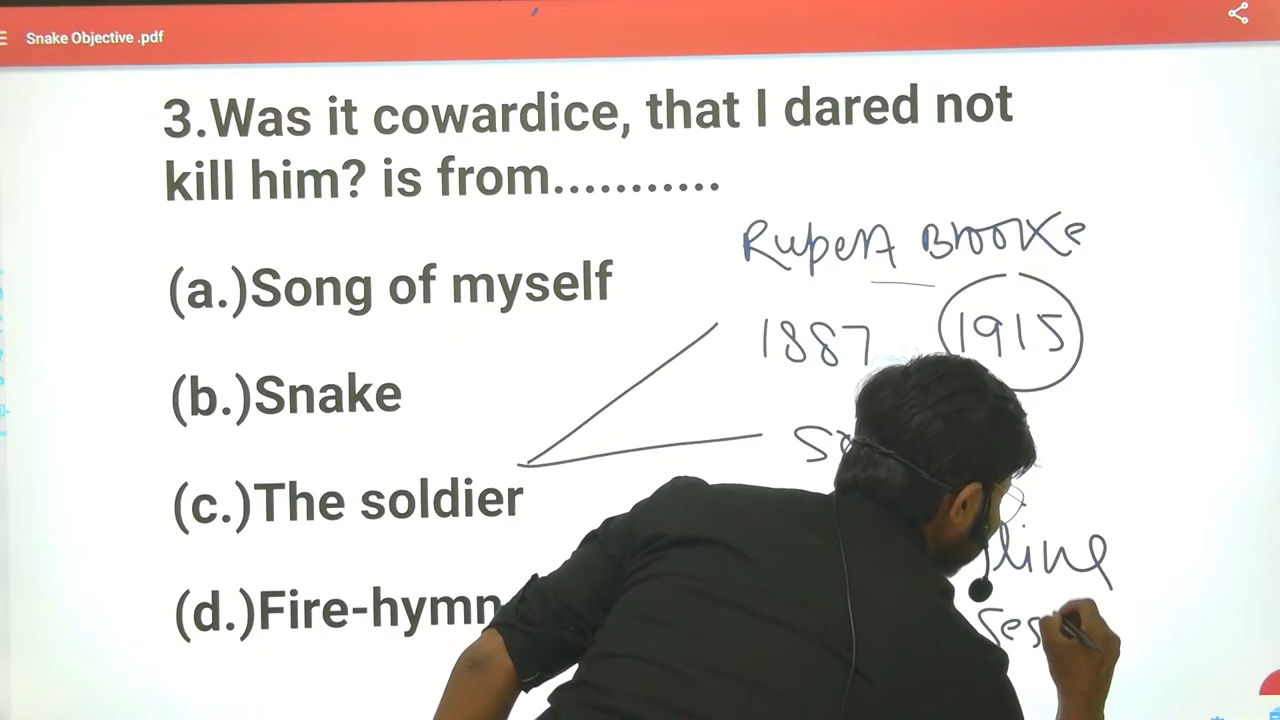 Snake Objective .pdf
3.Was it cowardice, that I dared not
kill him? is from...........
(a.)Song of myself
(b.)Snake
(c.)The soldier
(d.)Fire-hymn
Rupert Brooke
1887
1915
line